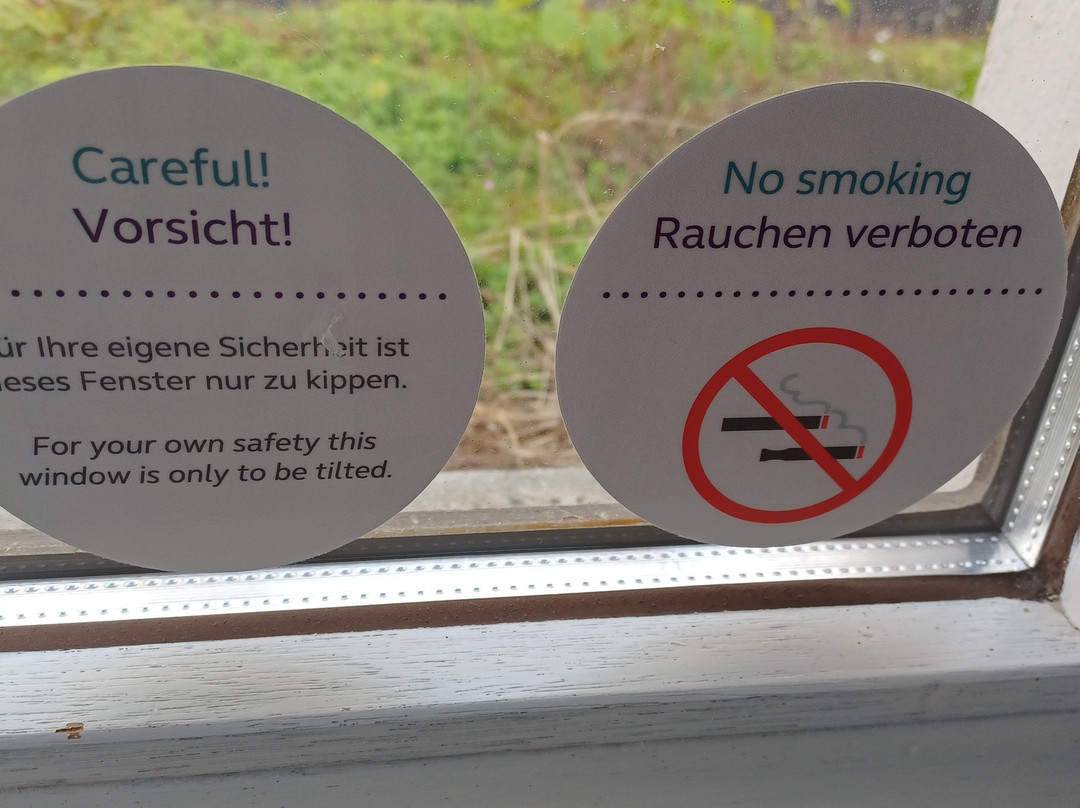 Careful!
Vorsicht!
ür Ihre eigene Sicherheit ist
ieses Fenster nur zu kippen.
For your own safety this
window is only to be tilted.
No smoking
Rauchen verboten